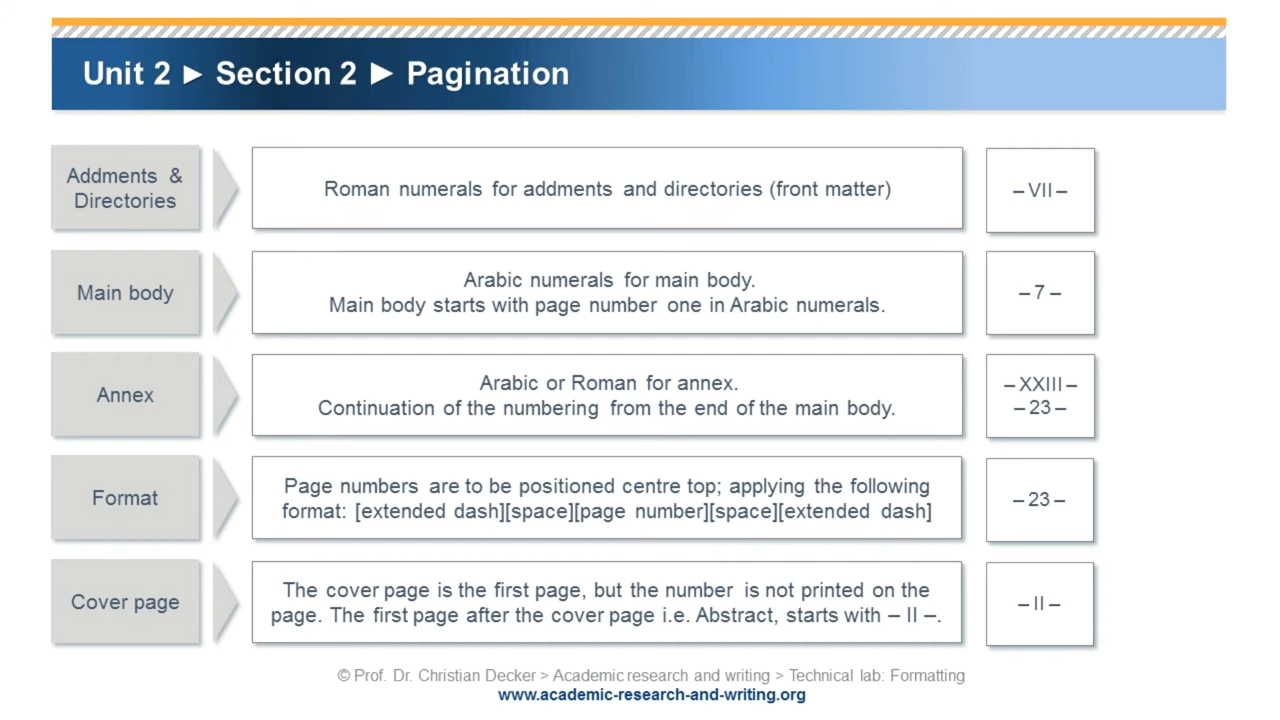 Unit 2 ► Section 2 ► Pagination
Addments & 
Directories
Roman numerals for addments and directories (front matter)
– VII –
Main body
Arabic numerals for main body.
Main body starts with page number one in Arabic numerals.
– 7 –
Annex
Arabic or Roman for annex.
Continuation of the numbering from the end of the main body.
– XXIII –
– 23 –
Format
Page numbers are to be positioned centre top; applying the following
format: [extended dash][space][page number][space][extended dash]
– 23 –
Cover page
The cover page is the first page, but the number is not printed on the
page. The first page after the cover page i.e. Abstract, starts with – II –.
– II –
© Prof. Dr. Christian Decker > Academic research and writing > Technical lab: Formatting
www.academic-research-and-writing.org